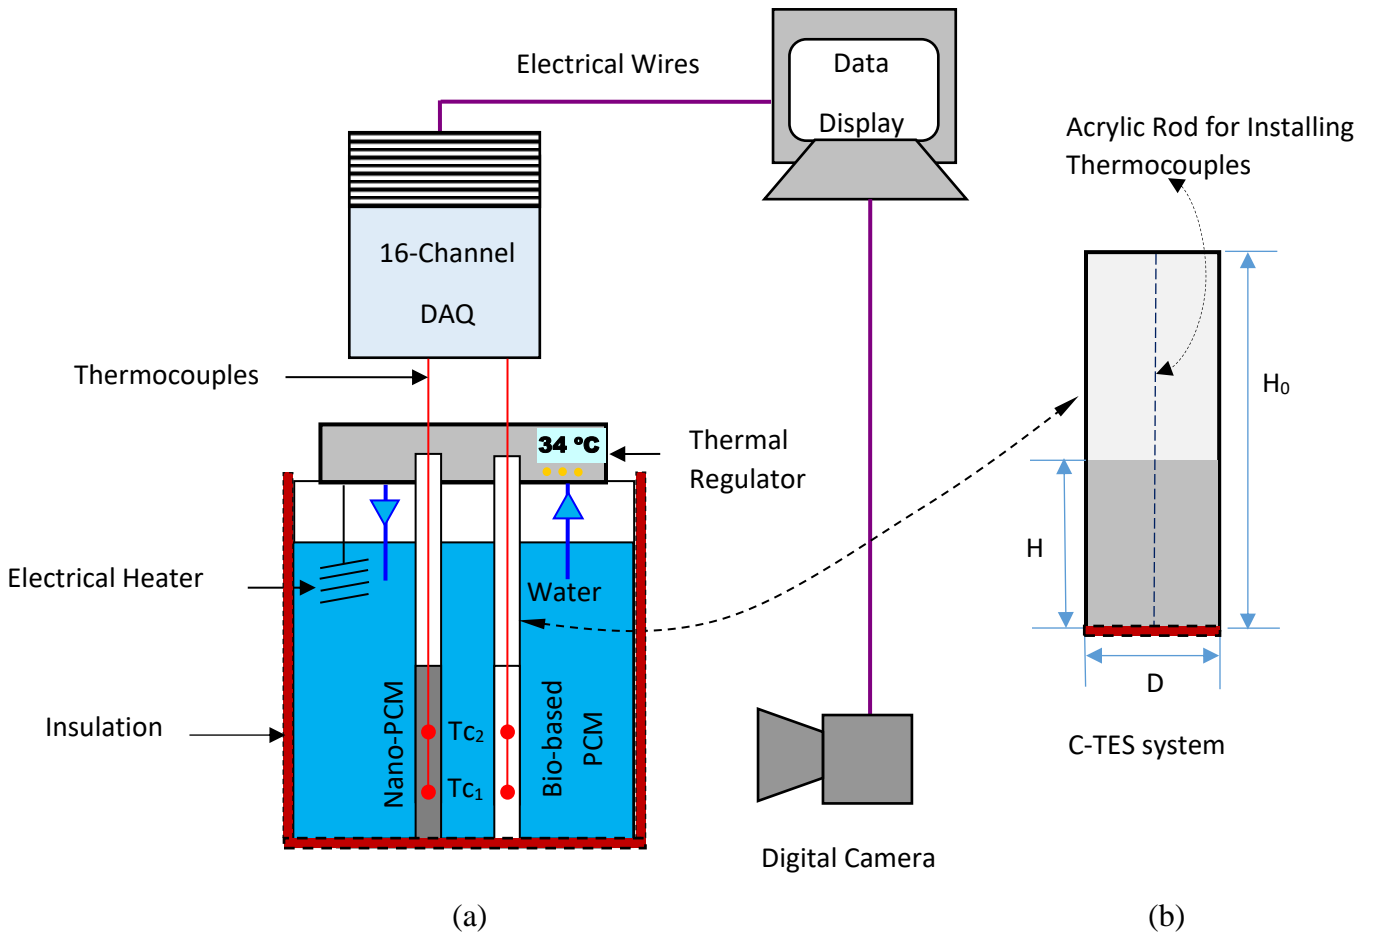 Electrical Wires
Data
Display
Acrylic Rod for Installing
Thermocouples
16-Channel
DAQ
Thermocouples
H₀
34 ºC
Thermal
Regulator
H
Electrical Heater
Water
D
Insulation
Nano-PCM
Tc₂
Tc₁
Bio-based
PCM
C-TES system
Digital Camera
(a)
(b)